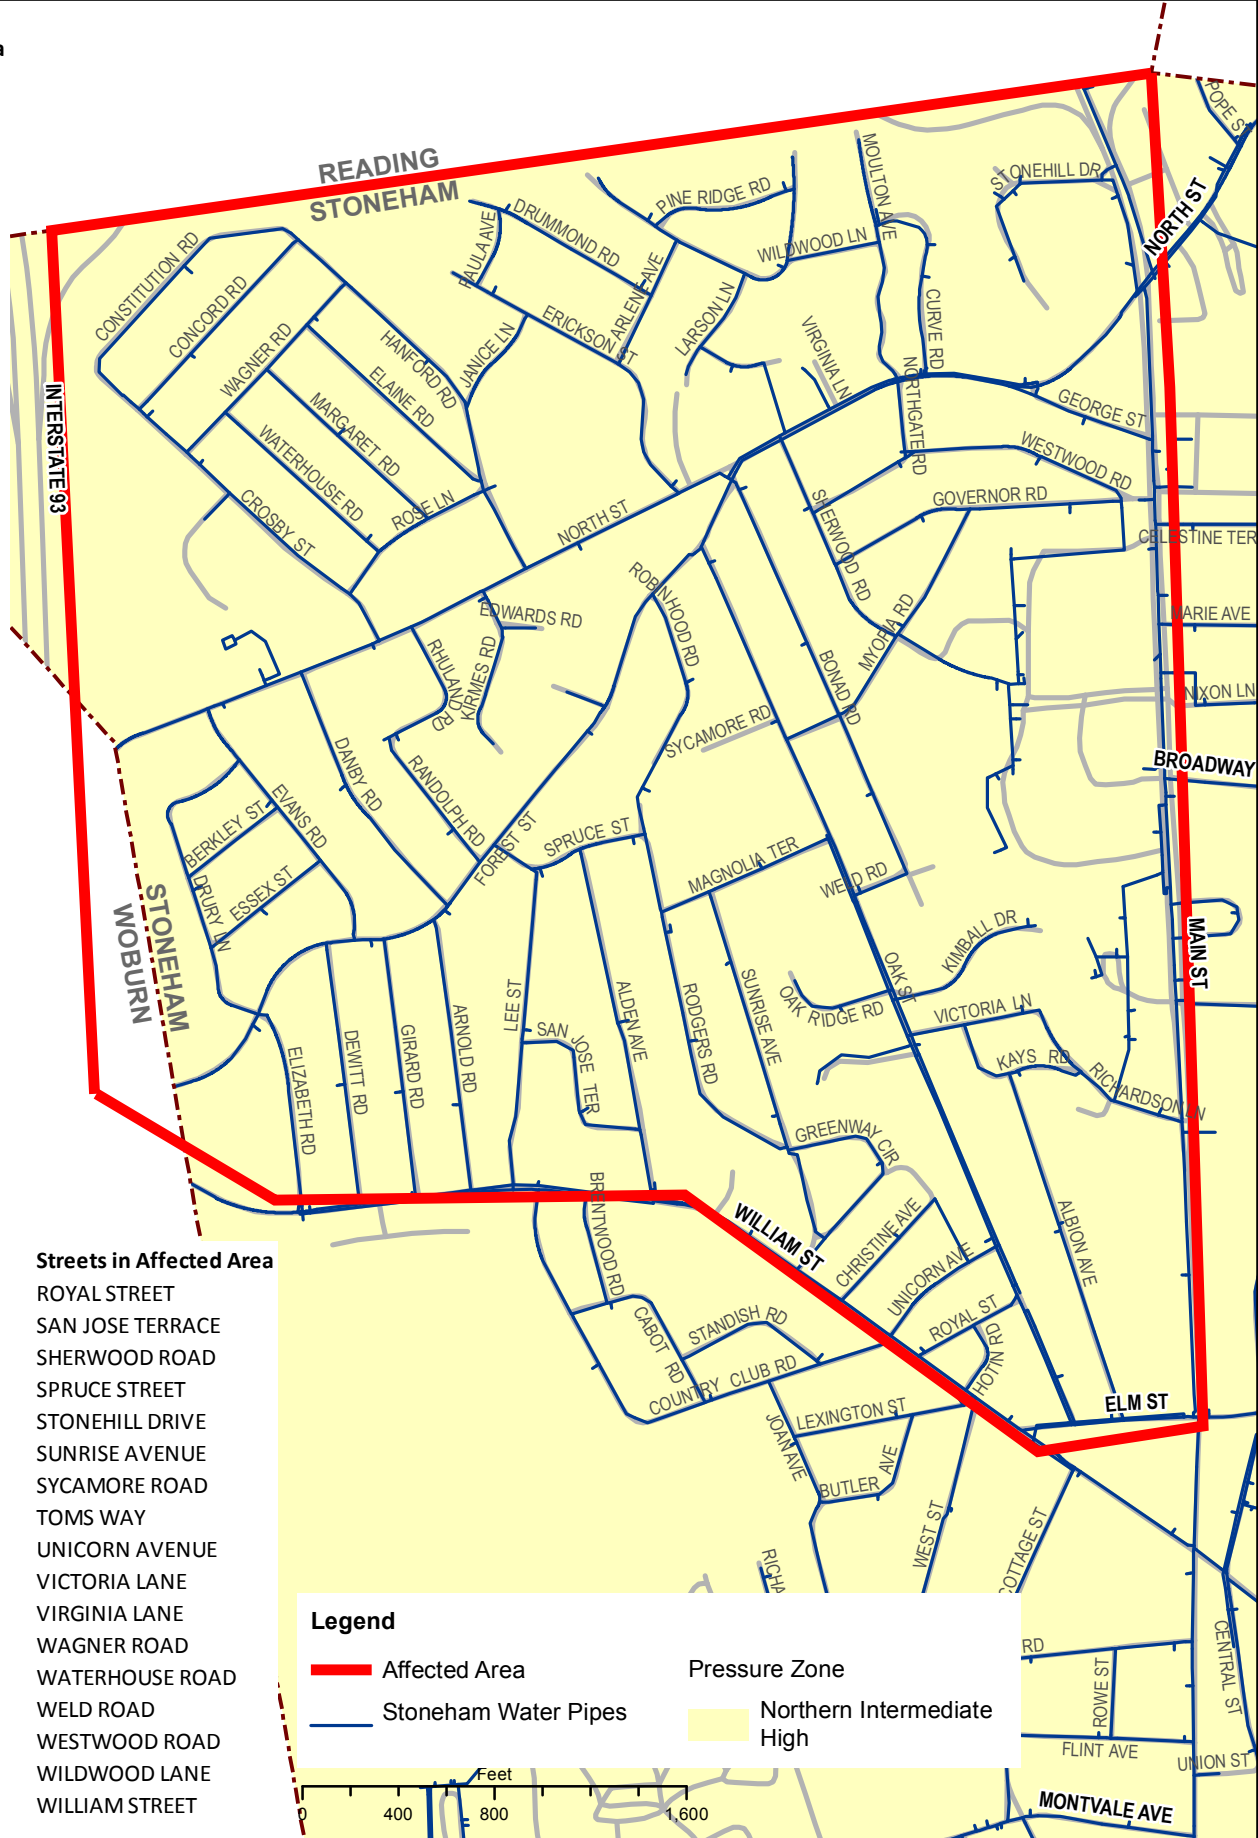 a
READING
STONEHAM
POPE ST
MOULTON AVE
STONEHILL DR
PINE RIDGE RD
NORTH ST
PAULA AVE
DRUMMOND RD
WILDWOOD LN
CONSTITUTION RD
CONCORD RD
ARLENE AVE
LARSON LN
CURVE RD
WAGNER RD
HANFORD RD
JANICE LN
ERICKSON ST
VIRGINIA LN
ELAINE RD
NORTHGATE RD
GEORGE ST
INTERSTATE 93
MARGARET RD
WATERHOUSE RD
WESTWOOD RD
CROSBY ST
ROSE LN
NORTH ST
SHERWOOD RD
GOVERNOR RD
CELESTINE TER
ROBINHOOD RD
EDWARDS RD
MARIE AVE
RHULAND RD
KIRMES RD
BONAD RD
MYOPIA RD
NIXON LN
SYCAMORE RD
DANBY RD
BROADWAY
RANDOLPH RD
EVANS RD
BERKLEY ST
FOREST ST
SPRUCE ST
MAGNOLIA TER
WELD RD
DRURY LN
ESSEX ST
STONEHAM
WOBURN
KIMBALL DR
MAIN ST
OAK ST
LEE ST
ALDEN AVE
RODGERS RD
SUNRISE AVE
OAK RIDGE RD
VICTORIA LN
SAN JOSE TER
ELIZABETH RD
DEWITT RD
GIRARD RD
ARNOLD RD
KAYS RD
RICHARDSON LN
GREENWAY CIR
BRENTWOOD RD
WILLIAM ST
CHRISTINE AVE
UNICORN AVE
ALBION AVE
ROYAL ST
HOTIN RD
CABOT RD
STANDISH RD
COUNTRY CLUB RD
ELM ST
JOAN AVE
LEXINGTON ST
BUTLER AVE
WEST ST
COTTAGE ST
RICHA
RD
ROWE ST
CENTRAL ST
FLINT AVE
UNION ST
MONTVALE AVE
Streets in Affected Area
ROYAL STREET
SAN JOSE TERRACE
SHERWOOD ROAD
SPRUCE STREET
STONEHILL DRIVE
SUNRISE AVENUE
SYCAMORE ROAD
TOMS WAY
UNICORN AVENUE
VICTORIA LANE
VIRGINIA LANE
WAGNER ROAD
WATERHOUSE ROAD
WELD ROAD
WESTWOOD ROAD
WILDWOOD LANE
WILLIAM STREET
Legend
Affected Area
Stoneham Water Pipes
Pressure Zone
Northern Intermediate
High
Feet
0 400 800 1,600